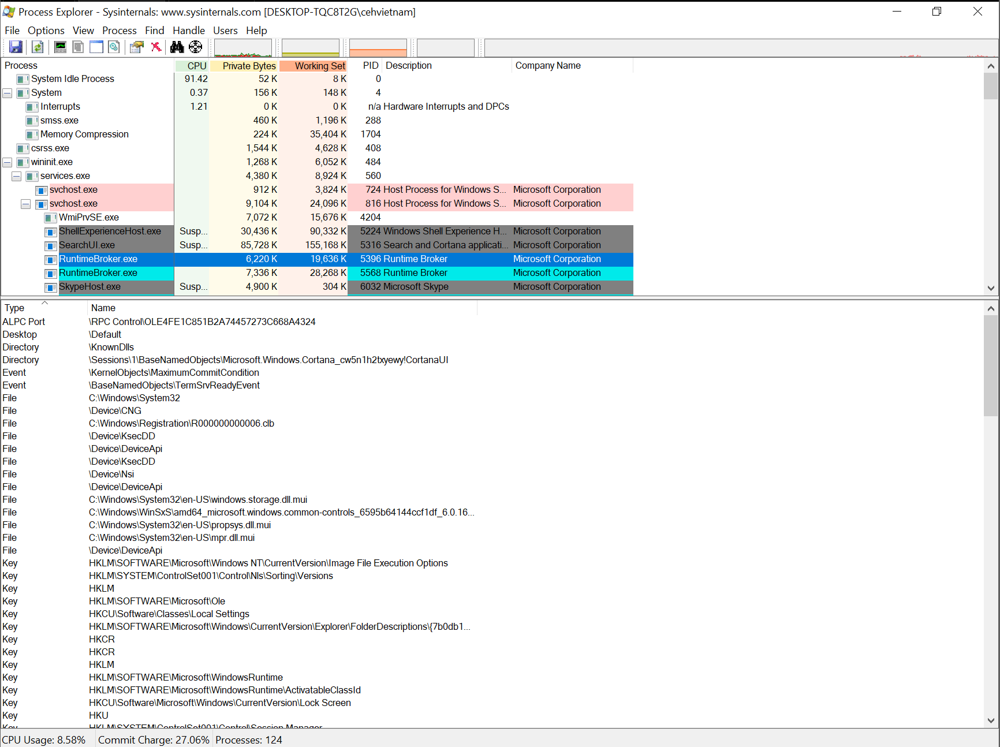 Process Explorer - Sysinternals: www.sysinternals.com [DESKTOP-TQC8T2G\cehvietnam]
File Options View Process Find Handle Users Help
Process CPU Private Bytes Working Set PID Description Company Name
System Idle Process 91.42 52 K 8 K 0
System 0.37 156 K 148 K 4
Interrupts 1.21 0 K 0 K n/a Hardware Interrupts and DPCs
smss.exe 460 K 1,196 K 288
Memory Compression 224 K 35,404 K 1704
csrss.exe 1,544 K 4,628 K 408
wininit.exe 1,268 K 6,052 K 484
services.exe 4,380 K 8,924 K 560
svchost.exe 912 K 3,824 K 724 Host Process for Windows S... Microsoft Corporation
svchost.exe 9,104 K 24,096 K 816 Host Process for Windows S... Microsoft Corporation
WmiPrvSE.exe 7,072 K 15,676 K 4204
ShellExperienceHost.exe Susp... 30,436 K 90,332 K 5224 Windows Shell Experience H... Microsoft Corporation
SearchUI.exe Susp... 85,728 K 155,168 K 5316 Search and Cortana applicati... Microsoft Corporation
RuntimeBroker.exe 6,220 K 19,636 K 5396 Runtime Broker Microsoft Corporation
RuntimeBroker.exe 7,336 K 28,268 K 5568 Runtime Broker Microsoft Corporation
SkypeHost.exe Susp... 4,900 K 304 K 6032 Microsoft Skype Microsoft Corporation
Type Name
ALPC Port \RPC Control\OLE4FE1C851B2A74457273C668A4324
Desktop \Default
Directory \KnownDlls
Directory \Sessions\1\BaseNamedObjects\Microsoft.Windows.Cortana_cw5n1h2txyewy!CortanaUI
Event \KernelObjects\MaximumCommitCondition
Event \BaseNamedObjects\TermSrvReadyEvent
File C:\Windows\System32
File \Device\CNG
File C:\Windows\Registration\R000000000006.clb
File \Device\KsecDD
File \Device\DeviceApi
File \Device\KsecDD
File \Device\Nsi
File \Device\DeviceApi
File C:\Windows\System32\en-US\windows.storage.dll.mui
File C:\Windows\WinSxS\amd64_microsoft.windows.common-controls_6595b64144ccf1df_6.0.16...
File C:\Windows\System32\en-US\propsys.dll.mui
File C:\Windows\System32\en-US\mpr.dll.mui
File \Device\DeviceApi
Key HKLM\SOFTWARE\Microsoft\Windows NT\CurrentVersion\Image File Execution Options
Key HKLM\SYSTEM\ControlSet001\Control\Nls\Sorting\Versions
Key HKLM
Key HKLM\SOFTWARE\Microsoft\Ole
Key HKCU\Software\Classes\Local Settings
Key HKLM\SOFTWARE\Microsoft\Windows\CurrentVersion\Explorer\FolderDescriptions\{7b0db1...
Key HKCR
Key HKCR
Key HKLM
Key HKLM\SOFTWARE\Microsoft\WindowsRuntime
Key HKLM\SOFTWARE\Microsoft\WindowsRuntime\ActivatableClassId
Key HKCU\Software\Microsoft\Windows\CurrentVersion\Lock Screen
Key HKU
Key HKLM\SYSTEM\ControlSet001\Control\Session Manager
CPU Usage: 8.58% Commit Charge: 27.06% Processes: 124